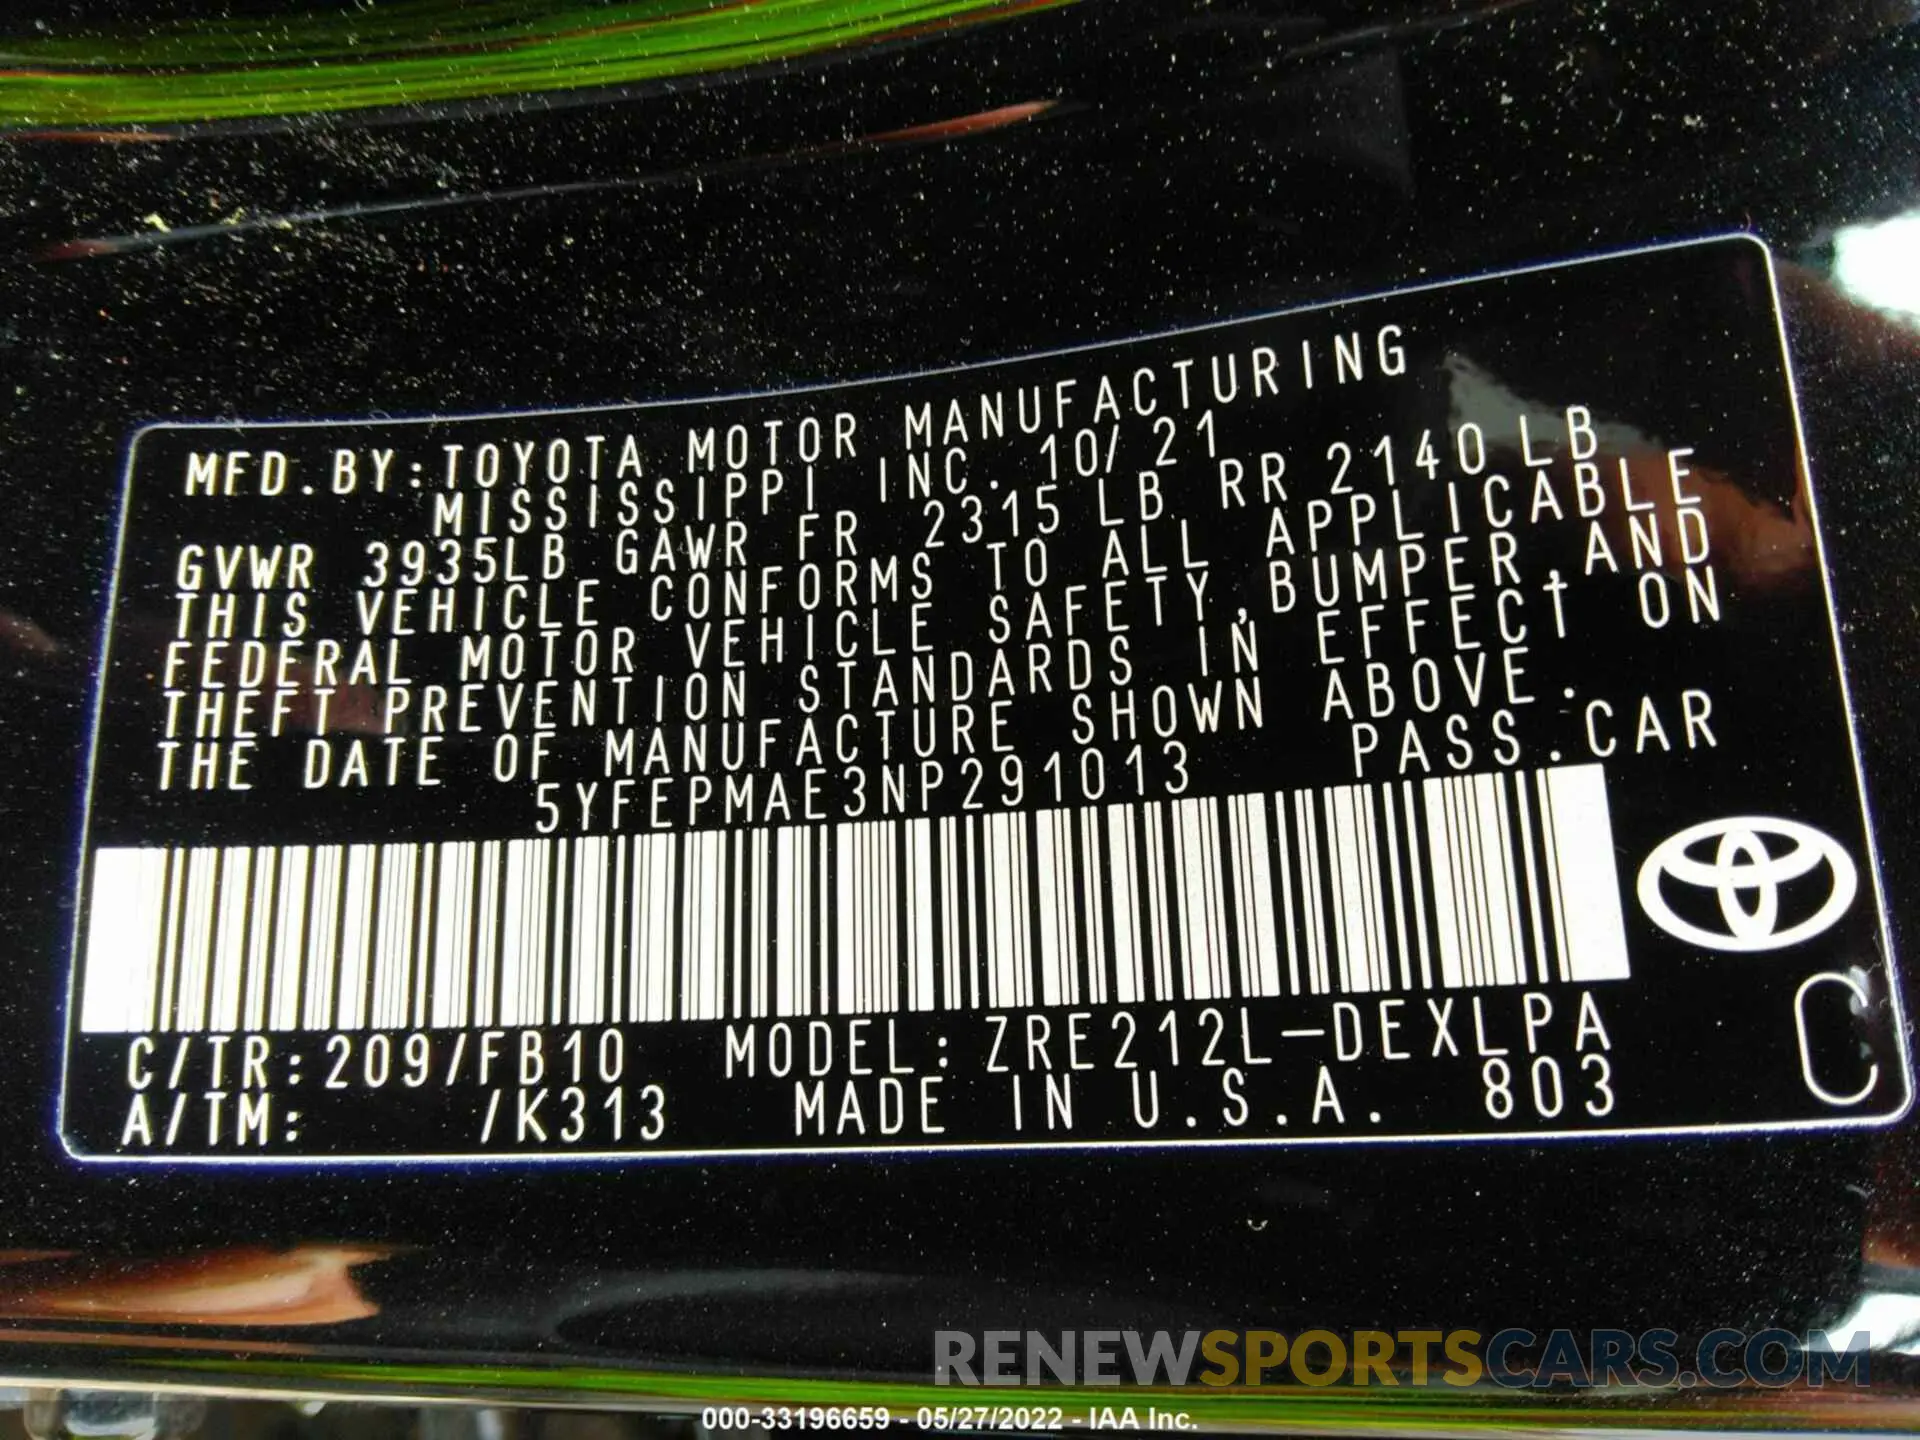 MFD.BY:TOYOTA MOTOR MANUFACTURING
MISSISSIPPI INC. 10/21
GVWR 3935LB GAWR FR 2315 LB RR 2140LB
THIS VEHICLE CONFORMS TO ALL APPLICABLE
FEDERAL MOTOR VEHICLE SAFETY,BUMPER,AND
THEFT PREVENTION STANDARDS IN EFFECT ON
THE DATE OF MANUFACTURE SHOWN ABOVE.
5YFEPMAE3NP291013 PASS.CAR
C/TR:209/FB10 MODEL:ZRE212L-DEXLPA
A/TM: /K313 MADE IN U.S.A. 803
C
RENEWSPORTSCARS.COM
000-33196659 - 05/27/2022 - IAA Inc.